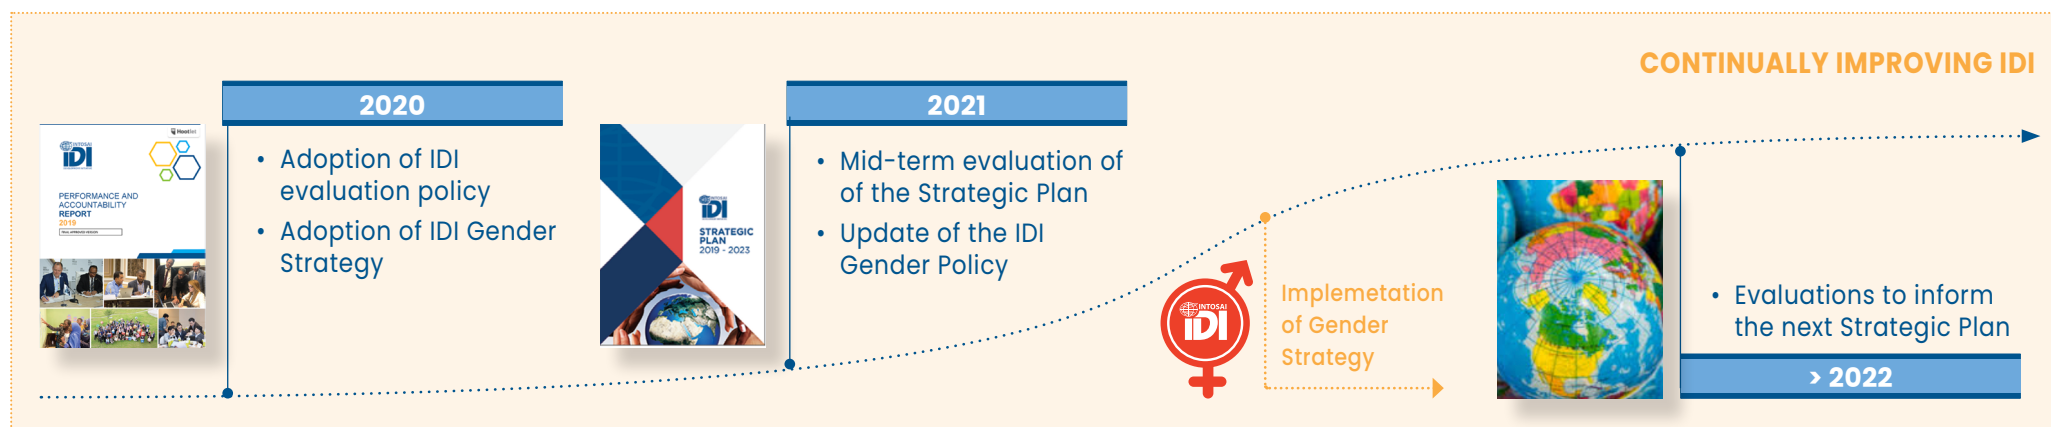 CONTINUALLY IMPROVING IDI
2020
• Adoption of IDI
evaluation policy
• Adoption of IDI Gender
Strategy
INTOSAI
IDI
PERFORMANCE AND
ACCOUNTABILITY
REPORT
2019
2021
• Mid-term evaluation of
of the Strategic Plan
• Update of the IDI
Gender Policy
INTOSAI
IDI
STRATEGIC
PLAN
2019 - 2023
INTOSAI
IDI
Implemetation
of Gender
Strategy
• Evaluations to inform
the next Strategic Plan
> 2022